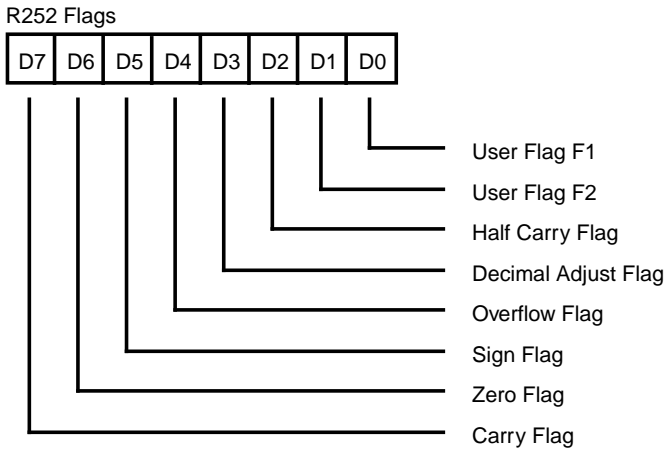 R252 Flags
D7 D6 D5 D4 D3 D2 D1 D0
User Flag F1
User Flag F2
Half Carry Flag
Decimal Adjust Flag
Overflow Flag
Sign Flag
Zero Flag
Carry Flag